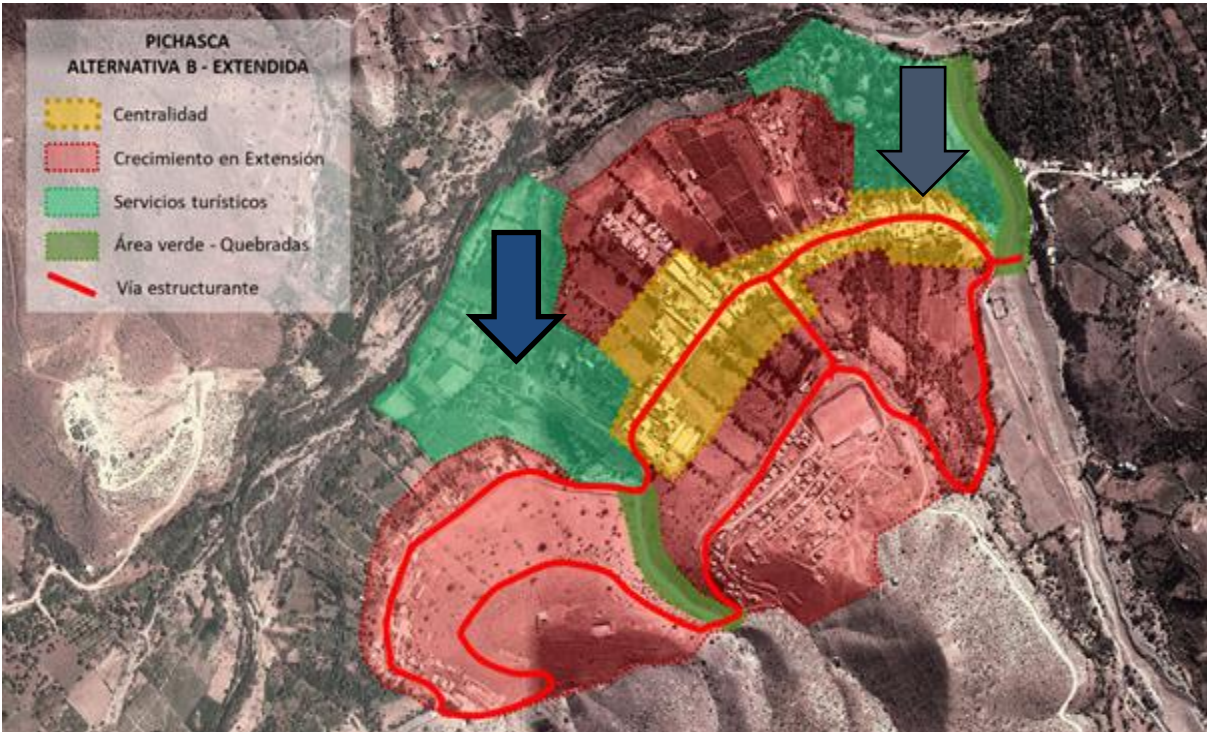 PICHASCA
ALTERNATIVA B - EXTENDIDA
Centralidad
Crecimiento en Extensión
Servicios turísticos
Área verde - Quebradas
Vía estructurante